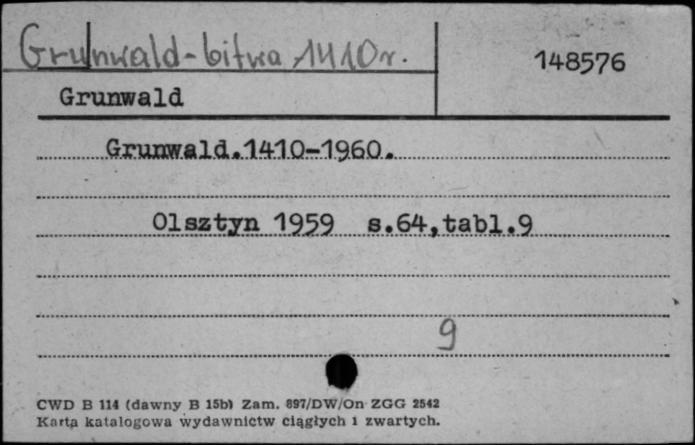 Grunwald-bitwa 1410r.
148576
Grunwald
Grunwald.1410-1960.
Olsztyn 1959 s.64,tabl.9
9
CWD B 114 (dawny B 15b) Zam. 897/DW/On ZGG 2542
Karta katalogowa wydawnictw ciągłych i zwartych.